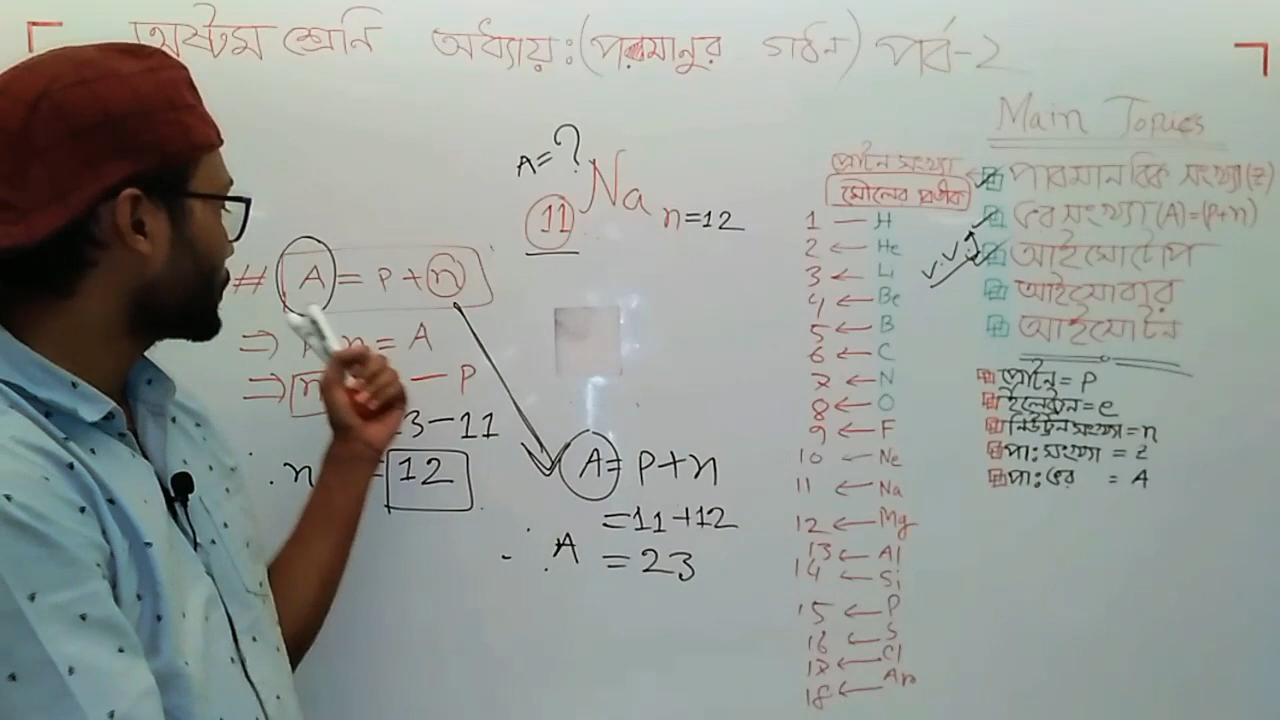 অষ্টম শ্রেনি অধ্যায়:(পরমানুর গঠন) পর্ব-২
A=?
Na
11
n=12
# A = P + n
⇒ n = A
⇒ n — P
3-11
∴ n = 12
A = P+n
=11+12
∴ A = 23
প্রোটন সংখ্যা
মৌলের প্রতীক
1 — H
2 ← He
3 ← Li
4 ← Be
5 ← B
6 ← C
7 ← N
8 ← O
9 ← F
10 ← Ne
11 ← Na
12 ← Mg
13 ← Al
14 ← Si
15 ← P
16 ← S
17 ← Cl
18 ← Ar
Main Topics
পারমানবিক সংখ্যা(z)
ভর সংখ্যা (A)=(P+n)
আইসোটোপ
আইসোবার
আইসোটন
প্রোটন = P
ইলেকট্রন = e
নিউট্রন সংখ্যা = n
পা: সংখ্যা = z
পা: ভর = A